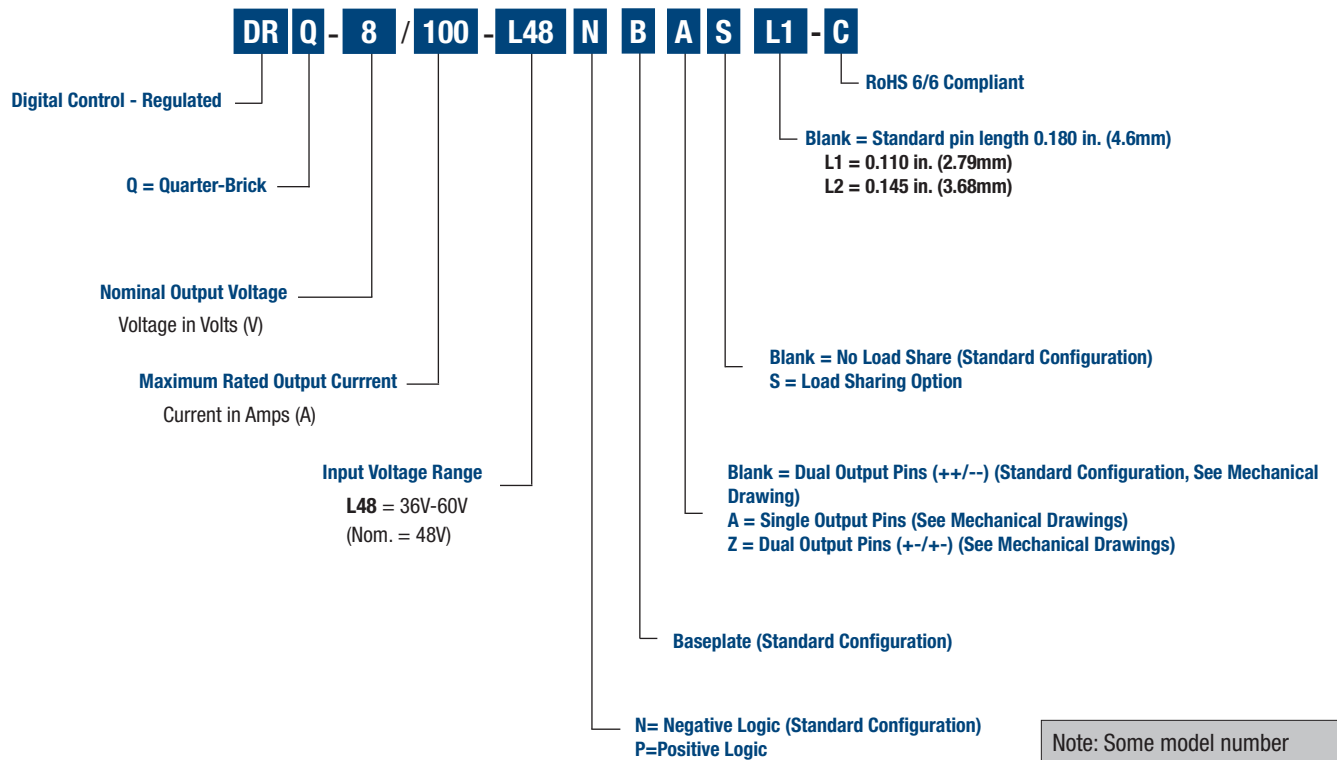 DR Q - 8 / 100 - L48 N B A S L1 - C
RoHS 6/6 Compliant
Digital Control - Regulated
Blank = Standard pin length 0.180 in. (4.6mm)
L1 = 0.110 in. (2.79mm)
L2 = 0.145 in. (3.68mm)
Q = Quarter-Brick
Nominal Output Voltage
Voltage in Volts (V)
Blank = No Load Share (Standard Configuration)
S = Load Sharing Option
Maximum Rated Output Currrent
Current in Amps (A)
Input Voltage Range
L48 = 36V-60V
(Nom. = 48V)
Blank = Dual Output Pins (++/--) (Standard Configuration, See Mechanical
Drawing)
A = Single Output Pins (See Mechanical Drawings)
Z = Dual Output Pins (+-/+-) (See Mechanical Drawings)
Baseplate (Standard Configuration)
N= Negative Logic (Standard Configuration)
P=Positive Logic
Note: Some model number